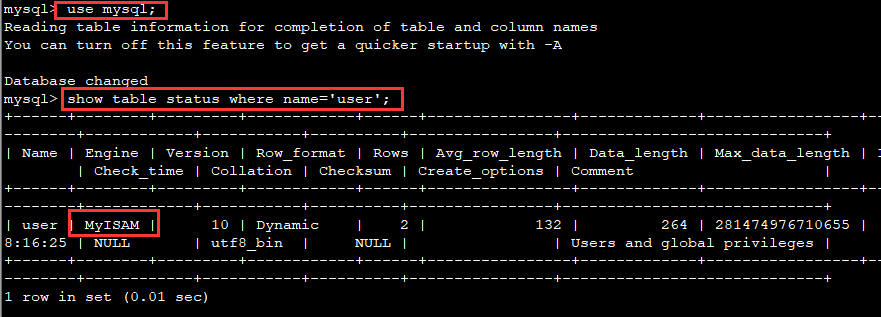 mysql> use mysql;
Reading table information for completion of table and column names
You can turn off this feature to get a quicker startup with -A
Database changed
mysql> show table status where name='user';
+------+--------+---------+------------+------+----------------+-------------+-----------------+--
--------+------------+-----------+----------+----------------+-----------------------------+
| Name | Engine | Version | Row_format | Rows | Avg_row_length | Data_length | Max_data_length |
| Check_time | Collation | Checksum | Create_options | Comment |
+------+--------+---------+------------+------+----------------+-------------+-----------------+--
--------+------------+-----------+----------+----------------+-----------------------------+
| user | MyISAM | 10 | Dynamic | 2 | 132 | 264 | 281474976710655 |
8:16:25 | NULL | utf8_bin | NULL | | Users and global privileges |
+------+--------+---------+------------+------+----------------+-------------+-----------------+--
--------+------------+-----------+----------+----------------+-----------------------------+
1 row in set (0.01 sec)